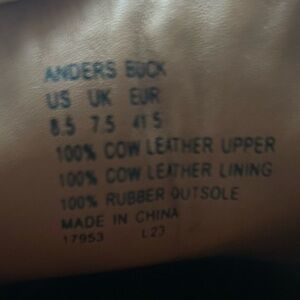 ANDERS BUCK
US UK EUR
8.5 7.5 41.5
100% COW LEATHER UPPER
100% COW LEATHER LINING
100% RUBBER OUTSOLE
MADE IN CHINA
17953 L23